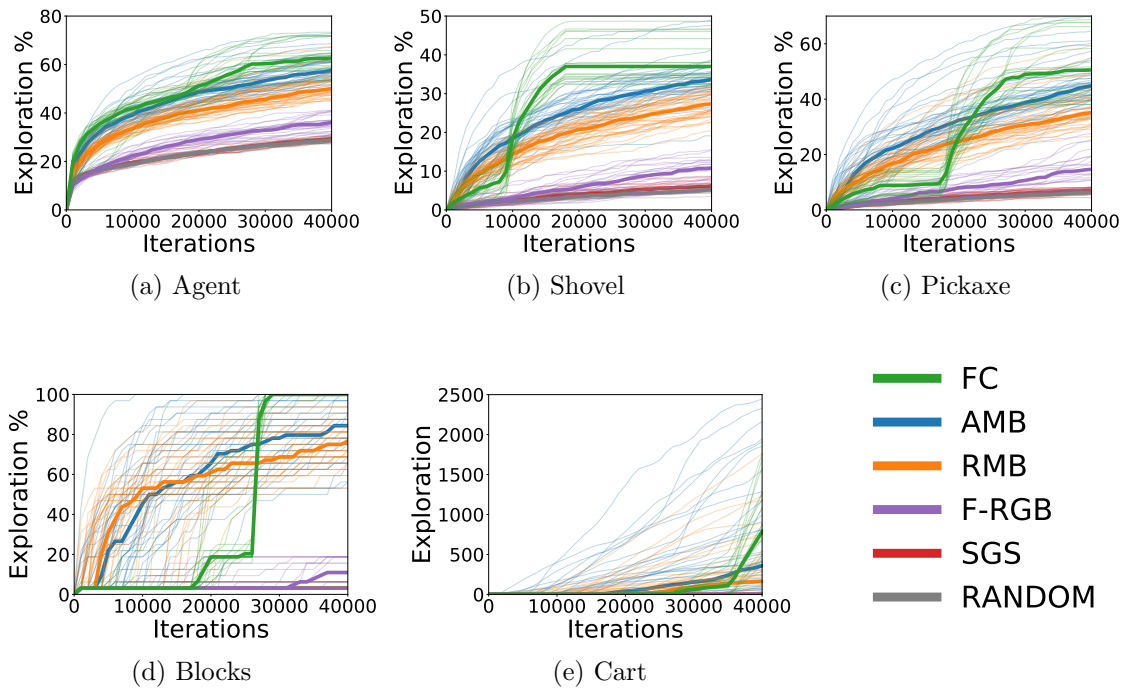 80
60
40
20
0
Exploration %
0 10000 20000 30000 40000
Iterations
(a) Agent
50
40
30
20
10
0
Exploration %
0 10000 20000 30000 40000
Iterations
(b) Shovel
60
40
20
0
Exploration %
0 10000 20000 30000 40000
Iterations
(c) Pickaxe
100
80
60
40
20
0
Exploration %
0 10000 20000 30000 40000
Iterations
(d) Blocks
2500
2000
1500
1000
500
0
Exploration
0 10000 20000 30000 40000
Iterations
(e) Cart
FC
AMB
RMB
F-RGB
SGS
RANDOM